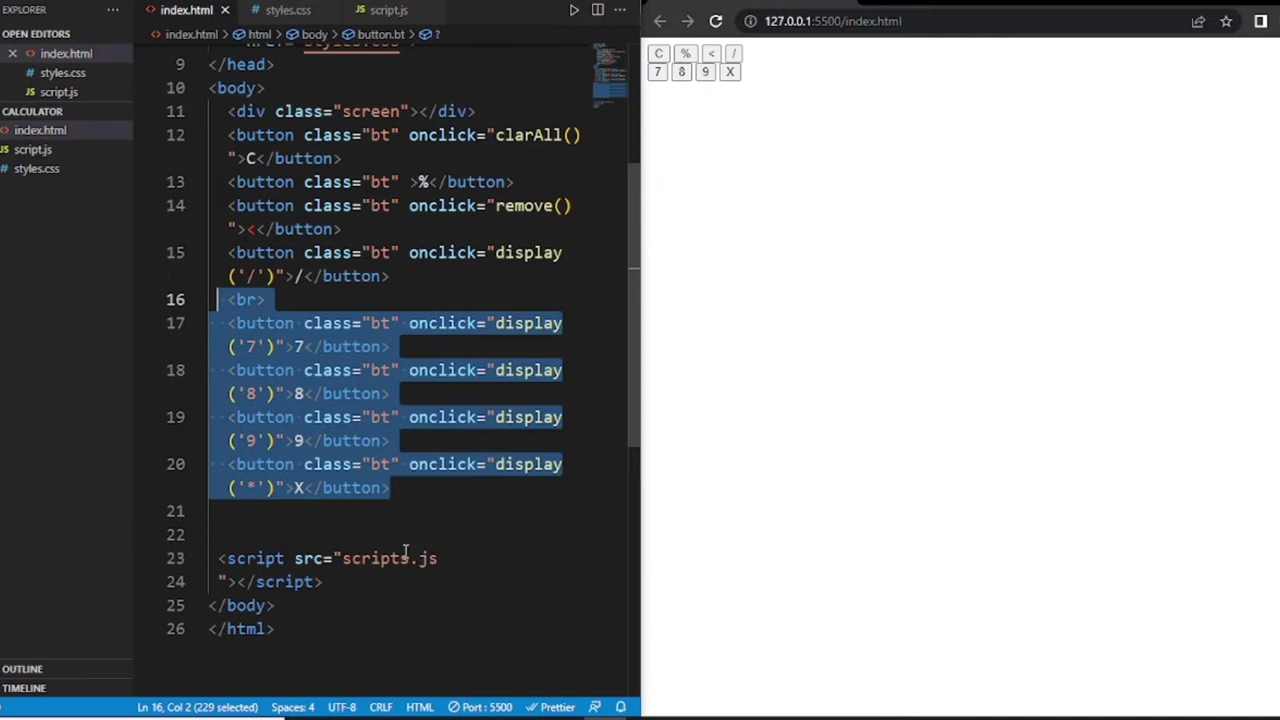 EXPLORER
OPEN EDITORS
index.html
styles.css
script.js
CALCULATOR
index.html
script.js
styles.css
OUTLINE
TIMELINE
index.html
styles.css
script.js
index.html > html > body > button.bt > ?
href="styles.css"
9 </head>
10 <body>
11 <div class="screen"></div>
12 <button class="bt" onclick="clarAll()
">C</button>
13 <button class="bt" >%</button>
14 <button class="bt" onclick="remove()
"><</button>
15 <button class="bt" onclick="display
('/')">/</button>
16 <br>
17 <button class="bt" onclick="display
('7')">7</button>
18 <button class="bt" onclick="display
('8')">8</button>
19 <button class="bt" onclick="display
('9')">9</button>
20 <button class="bt" onclick="display
('*')">X</button>
21
22
23 <script src="scripts.js
24 "></script>
25 </body>
26 </html>
Ln 16, Col 2 (229 selected) Spaces: 4 UTF-8 CRLF HTML Port : 5500 Prettier
127.0.0.1:5500/index.html
C % < /
7 8 9 X